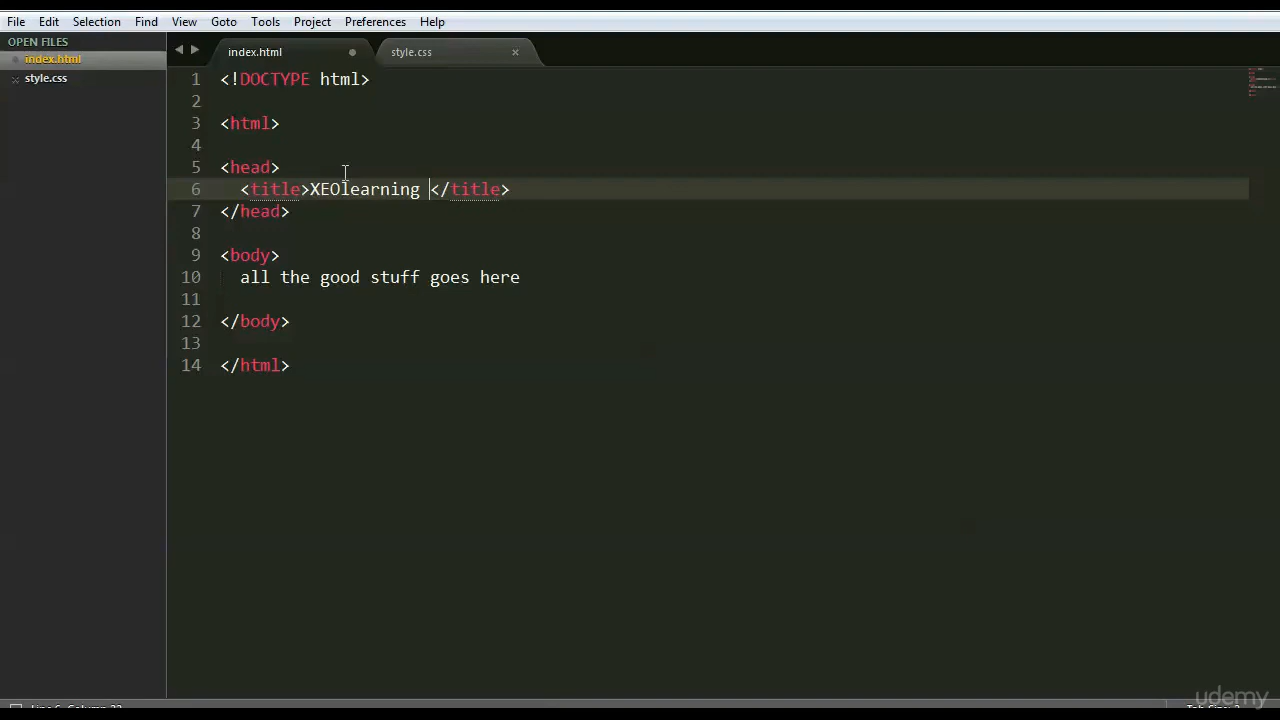 File Edit Selection Find View Goto Tools Project Preferences Help
OPEN FILES
index.html
style.css
index.html style.css
1 <!DOCTYPE html>
2
3 <html>
4
5 <head>
6 <title>XEOlearning </title>
7 </head>
8
9 <body>
10 all the good stuff goes here
11
12 </body>
13
14 </html>
udemy